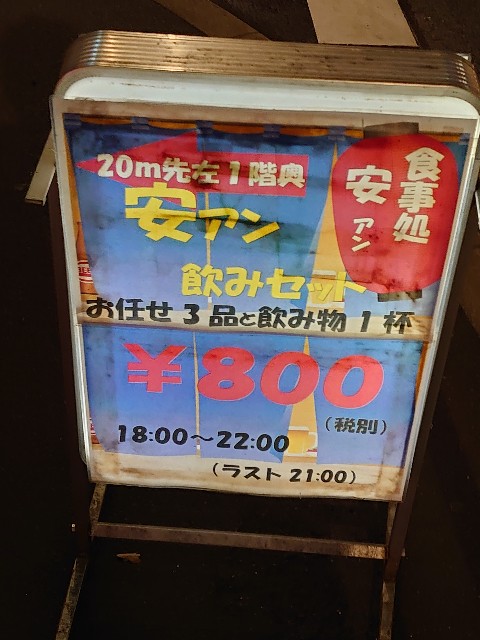 20m先左1階奥
食事処
安
アン
安アン
飲みセット
お任せ3品と飲み物1杯
¥800
(税別)
18:00〜22:00
(ラスト 21:00)